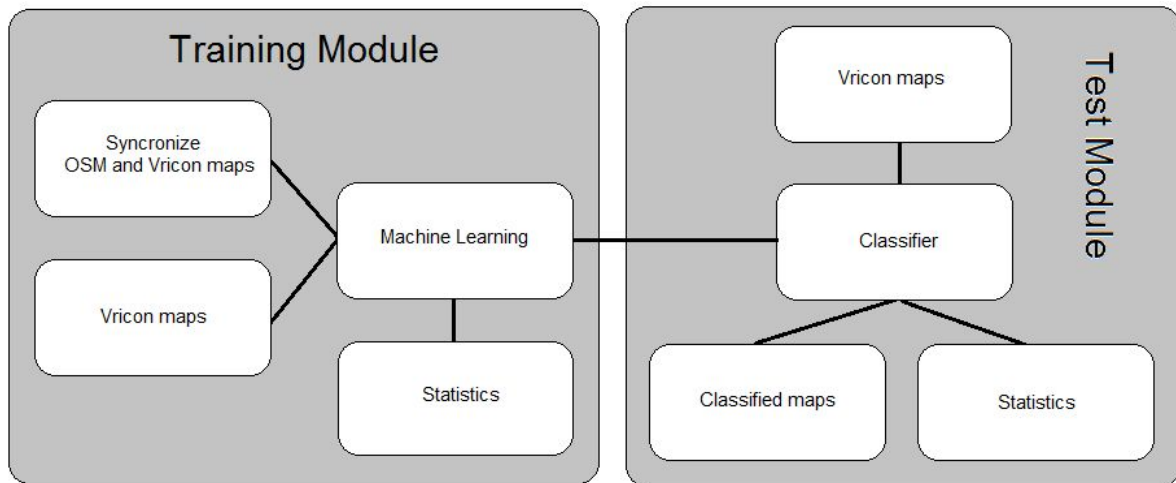 Training Module
Syncronize
OSM and Vricon maps
Machine Learning
Vricon maps
Statistics
Test Module
Vricon maps
Classifier
Classified maps
Statistics